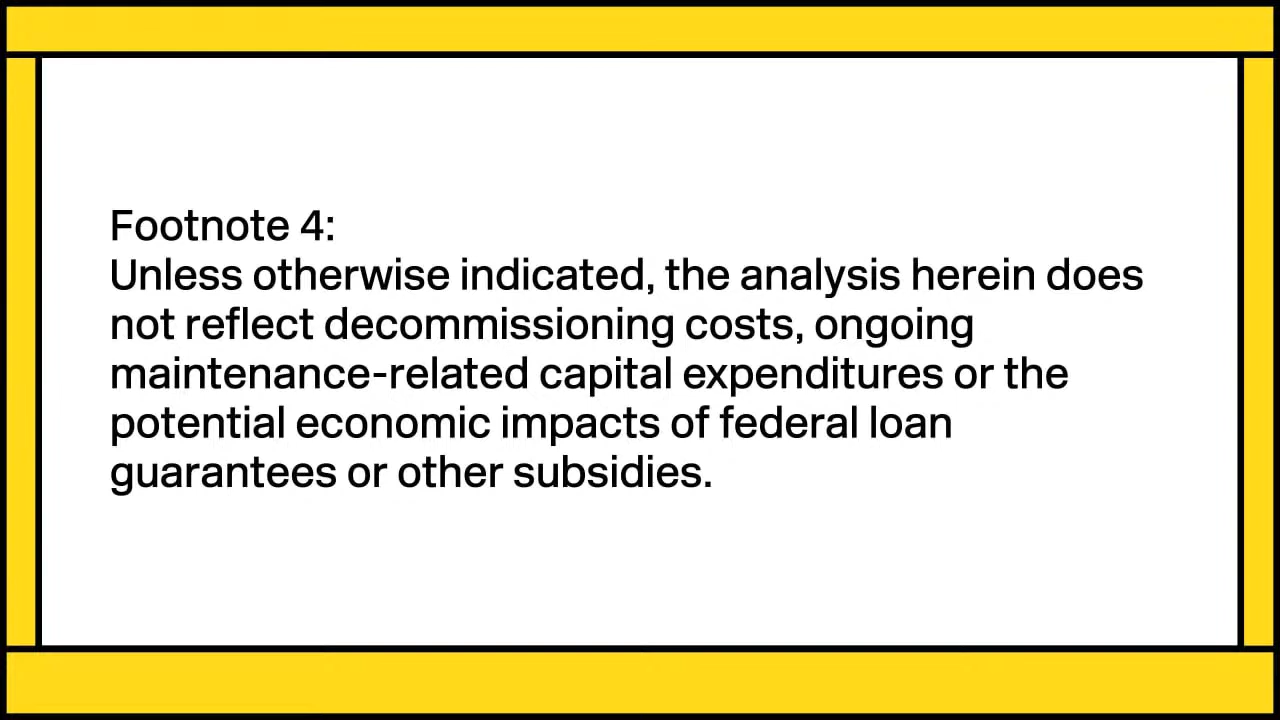 Footnote 4:
Unless otherwise indicated, the analysis herein does
not reflect decommissioning costs, ongoing
maintenance-related capital expenditures or the
potential economic impacts of federal loan
guarantees or other subsidies.